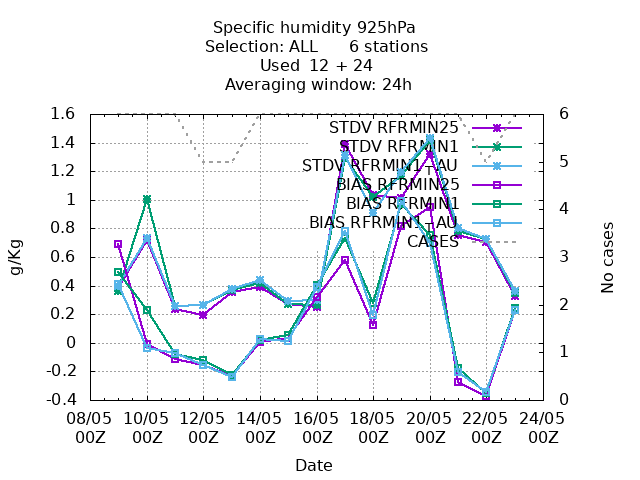 Specific humidity 925hPa
Selection: ALL 6 stations
Used 12 + 24
Averaging window: 24h
1.6
1.4
1.2
1
0.8
0.6
0.4
0.2
0
-0.2
-0.4
g/Kg
STDV RFRMIN25
STDV RFRMIN1
STDV RFRMIN1_AU
BIAS RFRMIN25
BIAS RFRMIN1
BIAS RFRMIN1_AU
CASES
6
5
4
3
2
1
0
No cases
08/05 10/05 12/05 14/05 16/05 18/05 20/05 22/05 24/05
00Z 00Z 00Z 00Z 00Z 00Z 00Z 00Z 00Z
Date